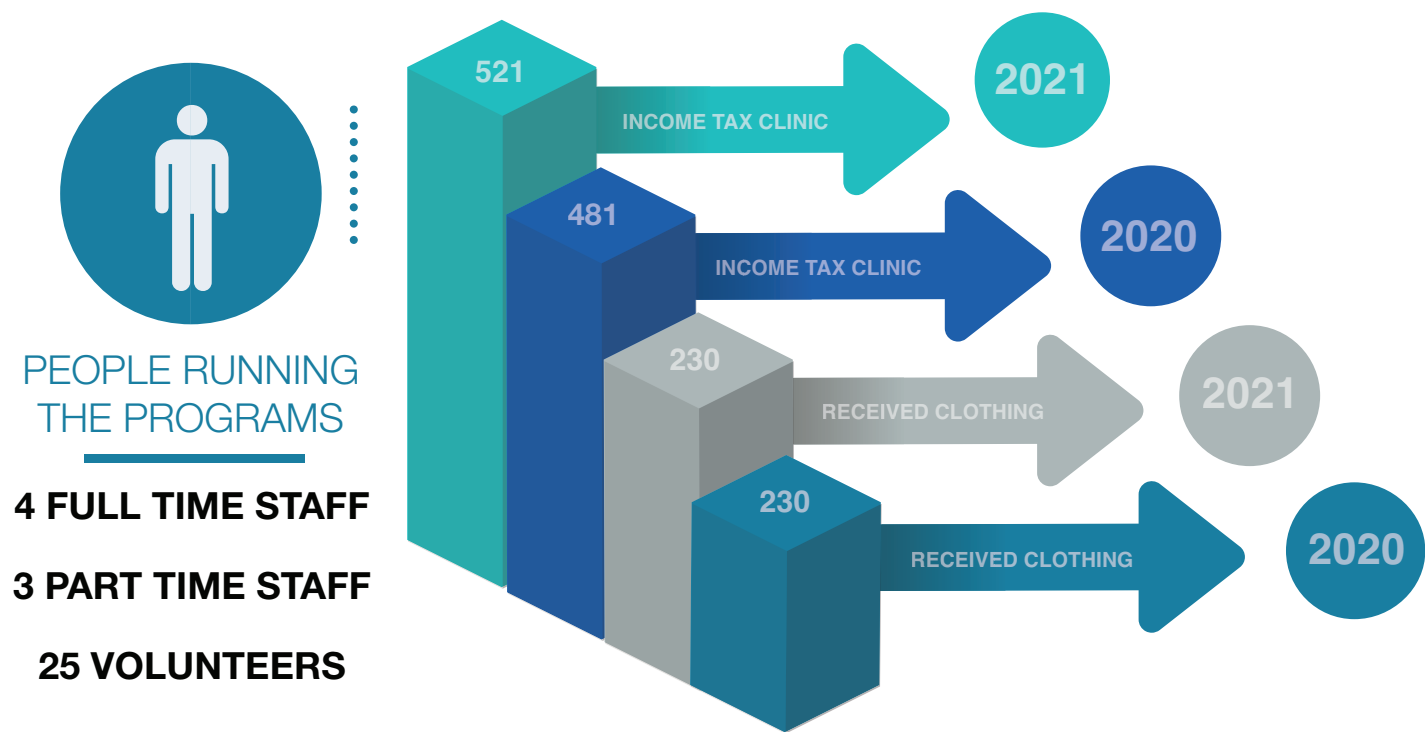 PEOPLE RUNNING
THE PROGRAMS
4 FULL TIME STAFF
3 PART TIME STAFF
25 VOLUNTEERS
521
INCOME TAX CLINIC
2021
481
INCOME TAX CLINIC
2020
230
RECEIVED CLOTHING
2021
230
RECEIVED CLOTHING
2020